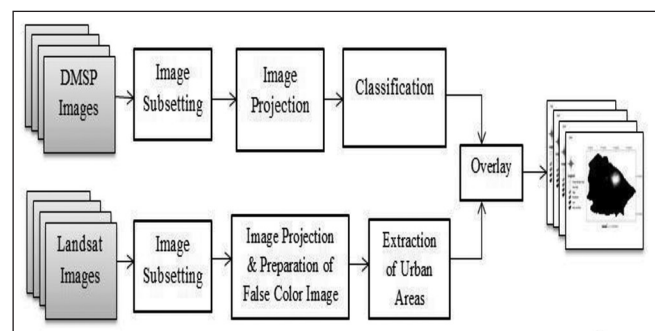 DMSP
Images
Image
Subsetting
Image
Projection
Classification
Overlay
Landsat
Images
Image
Subsetting
Image Projection
& Preparation of
False Color Image
Extraction
of Urban
Areas